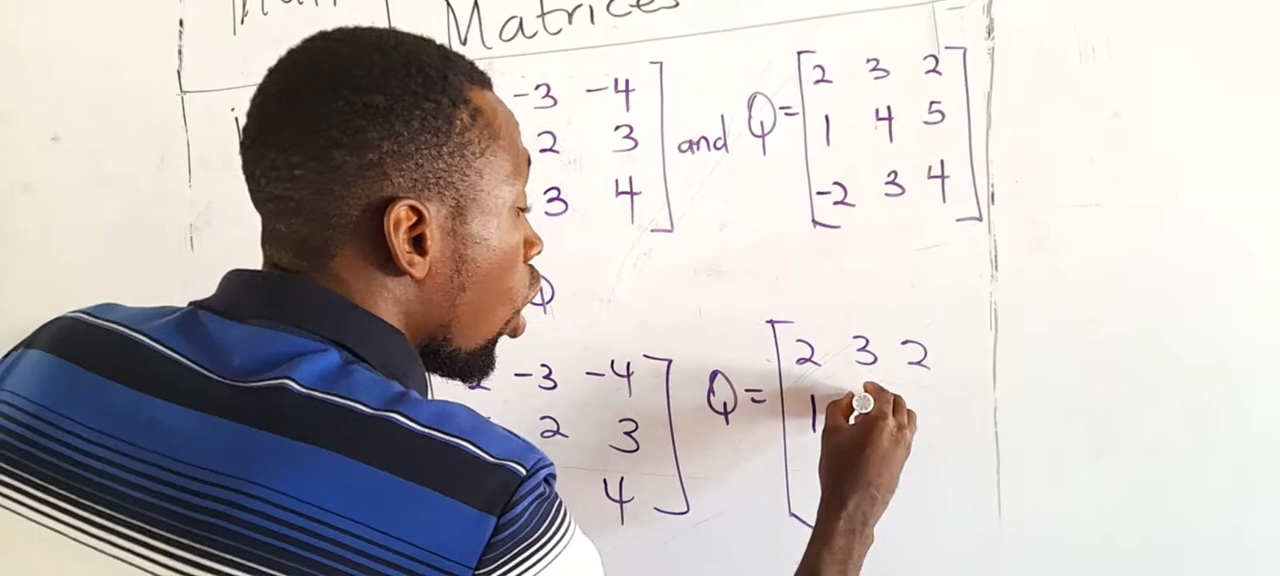 Matrices
-3 -4 2 3 2
2 3 and Q= 1 4 5
3 4 -2 3 4
Q
-3 -4 2 3 2
2 3 Q= 1
4